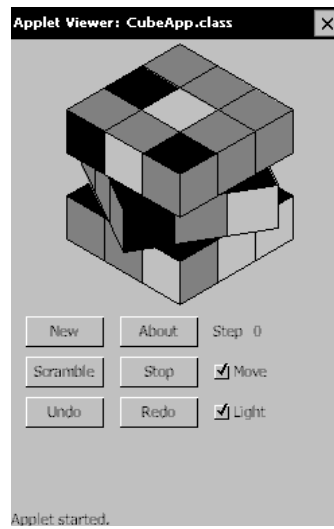 Applet Viewer: CubeApp.class
New About Step 0
Scramble Stop Move
Undo Redo Light
Applet started.